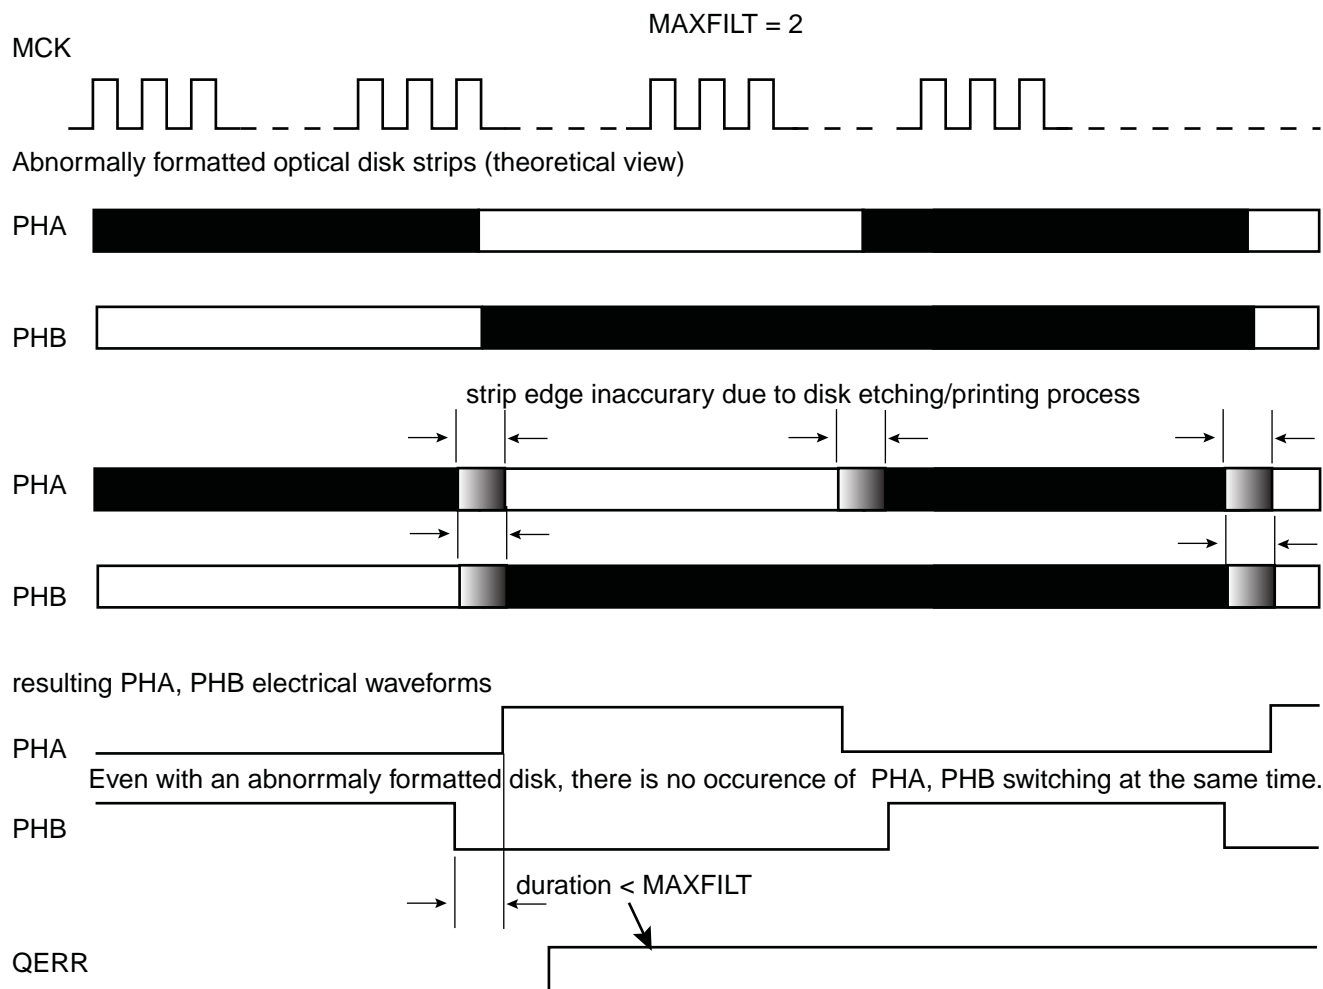 MAXFILT = 2
MCK
Abnormally formatted optical disk strips (theoretical view)
PHA
PHB
strip edge inaccurary due to disk etching/printing process
PHA
PHB
resulting PHA, PHB electrical waveforms
PHA
Even with an abnorrmaly formatted disk, there is no occurence of  PHA, PHB switching at the same time.
PHB
duration < MAXFILT
QERR